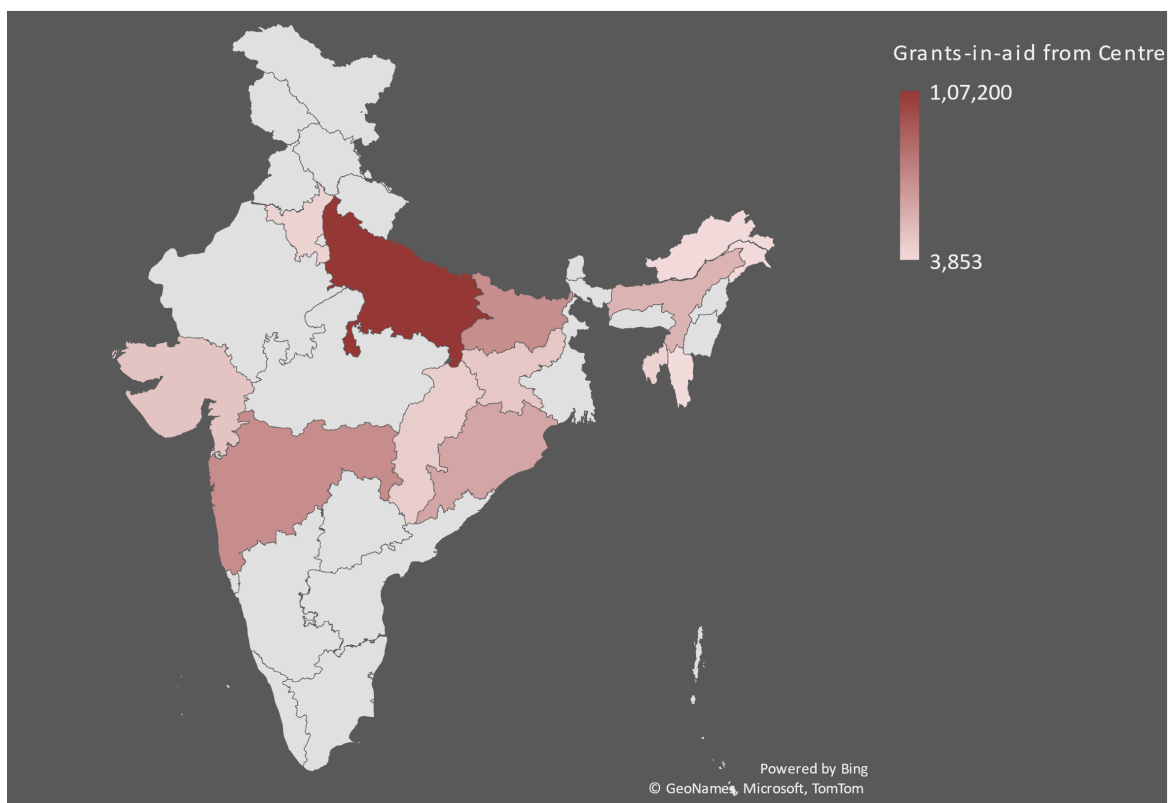 Grants-in-aid from Centre
1,07,200
3,853
Powered by Bing
© GeoNames, Microsoft, TomTom